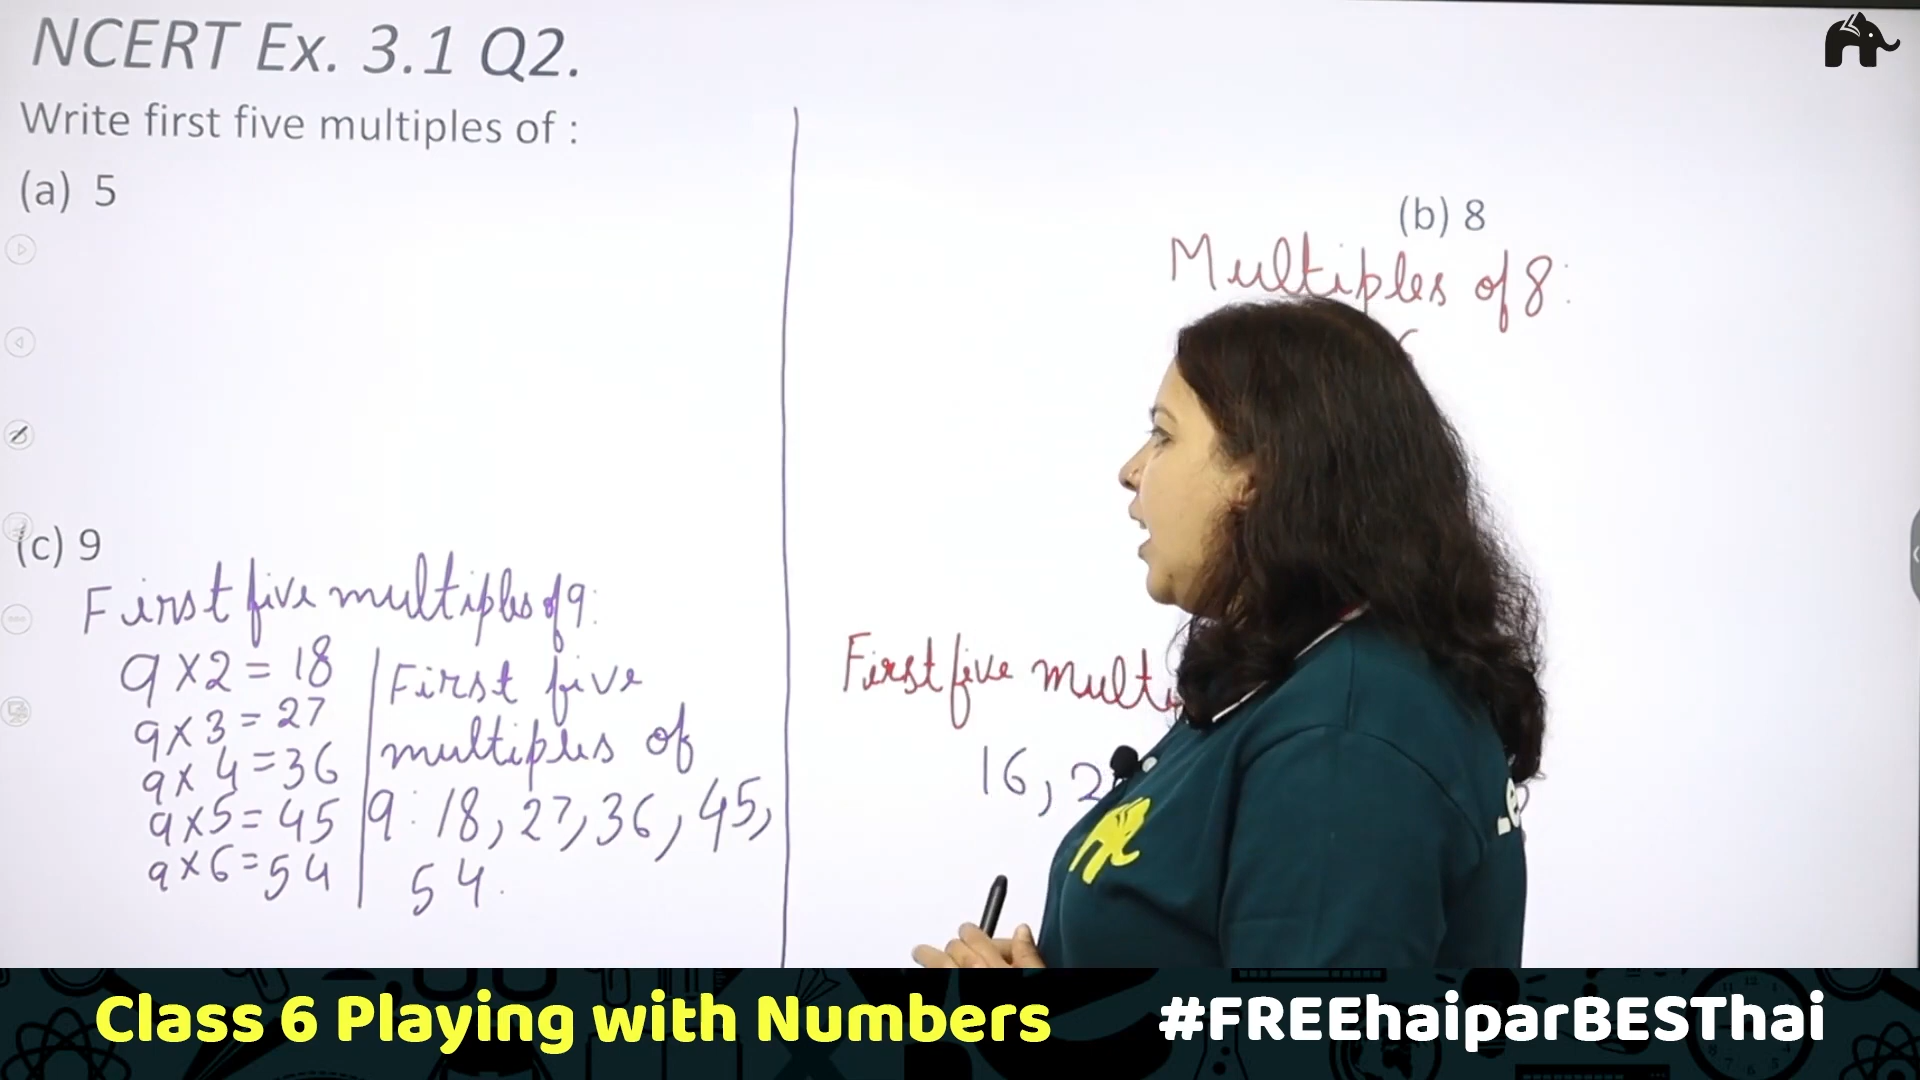 NCERT Ex. 3.1 Q2.
Write first five multiples of :
(a) 5
(b) 8
Multiples of 8:
(c) 9
First five multiples of 9:
9 × 2 = 18
9 × 3 = 27
9 × 4 = 36
9 × 5 = 45
9 × 6 = 54
First five
multiples of
9: 18, 27, 36, 45,
54.
First five multi
16, 2
Class 6 Playing with Numbers
#FREEhaiparBESThai